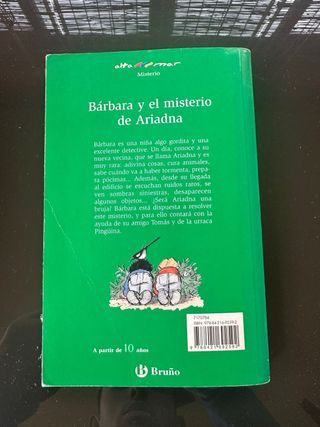 altamar
Misterio
Bárbara y el misterio
de Ariadna
Bárbara es una niña algo gordita y una
excelente detective. Un día, conoce a su
nueva vecina, que se llama Ariadna y es
muy rara: adivina cosas, cura animales,
sabe cuándo va a haber tormenta, prepara
pócimas... Además, desde su llegada
al edificio se escuchan ruidos raros, se
ven sombras siniestras, desaparecen
algunos objetos... ¡Será Ariadna una
bruja! Bárbara está dispuesta a resolver
este misterio, y para ello contará con la
ayuda de su amigo Tomás y de la urraca
Pingüina.
7170794
A partir de 10 años
Bruño